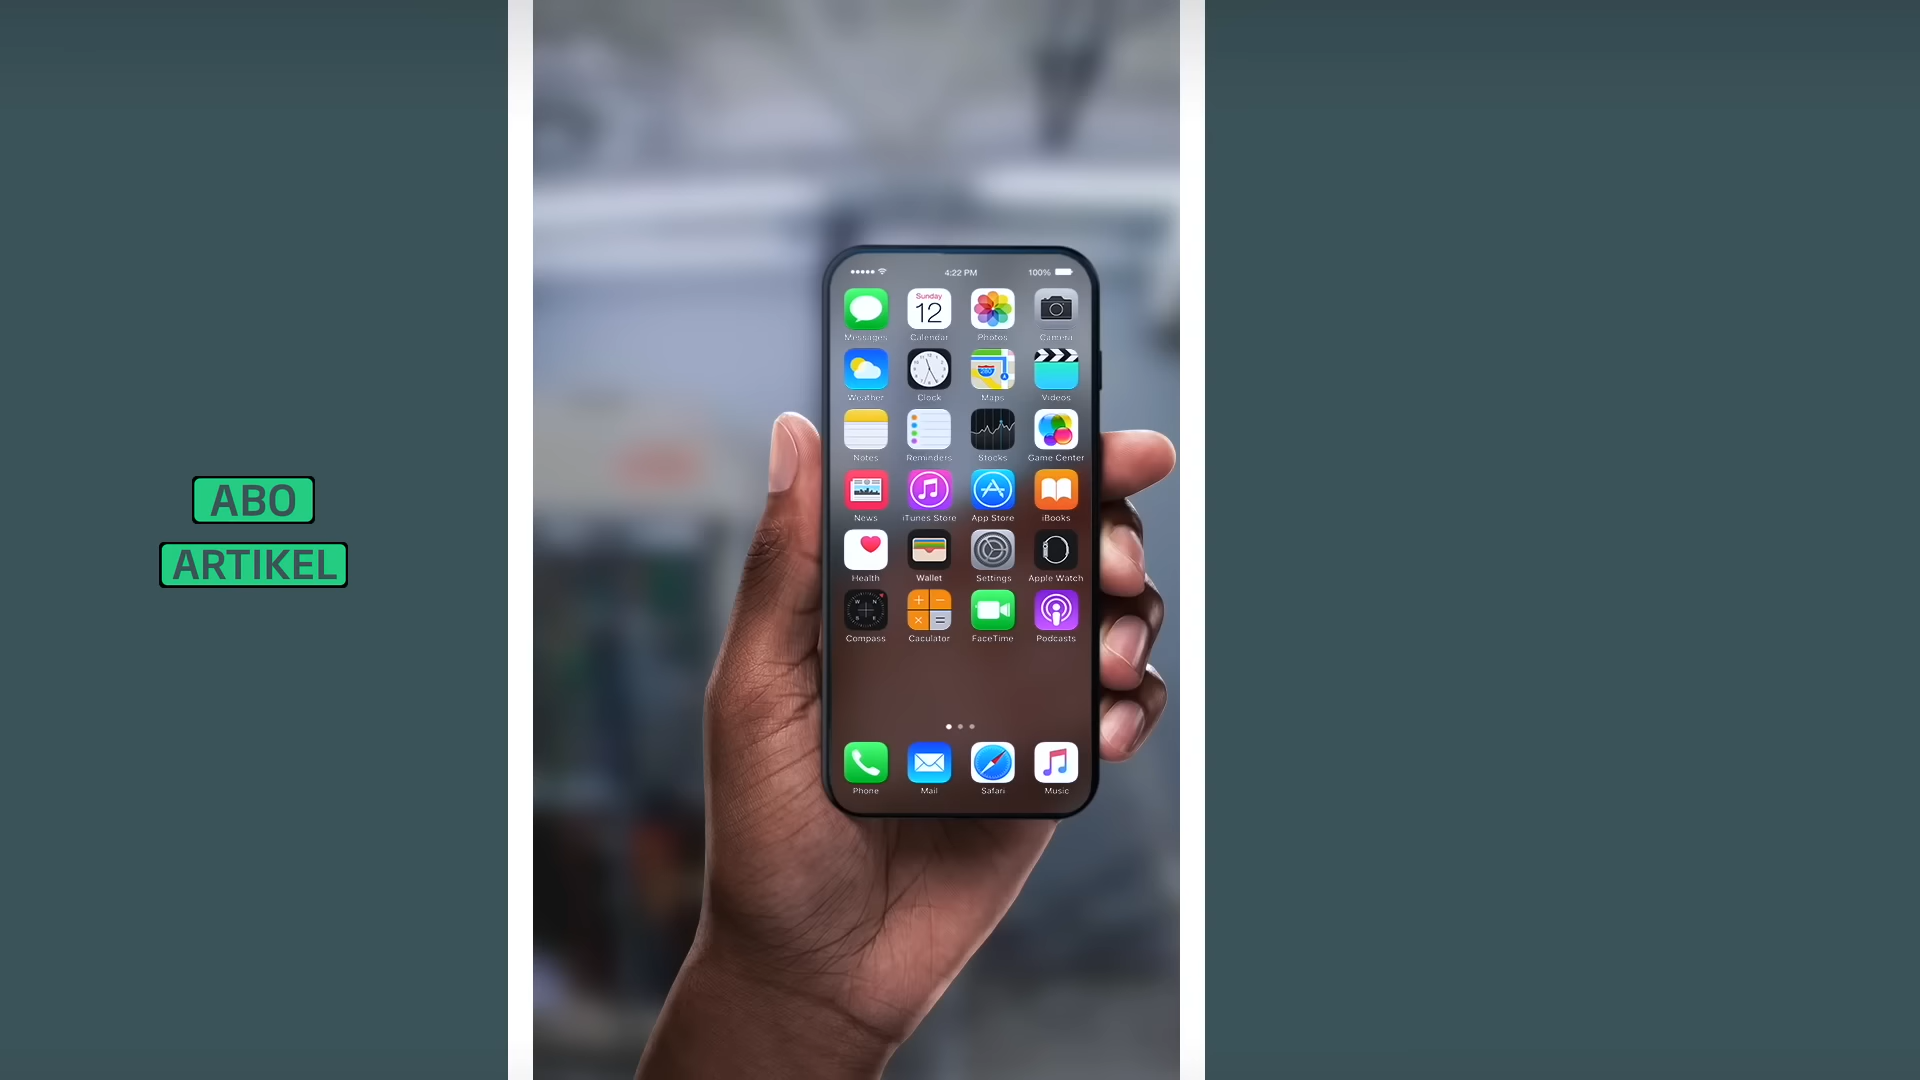 ABO
ARTIKEL
4:22 PM
100%
Sunday
12
Messages
Calendar
Photos
Camera
280
Weather
Clock
Maps
Videos
Notes
Reminders
Stocks
Game Center
News
iTunes Store
App Store
iBooks
Health
Wallet
Settings
Apple Watch
Compass
Caculator
FaceTime
Podcasts
Phone
Mail
Safari
Music